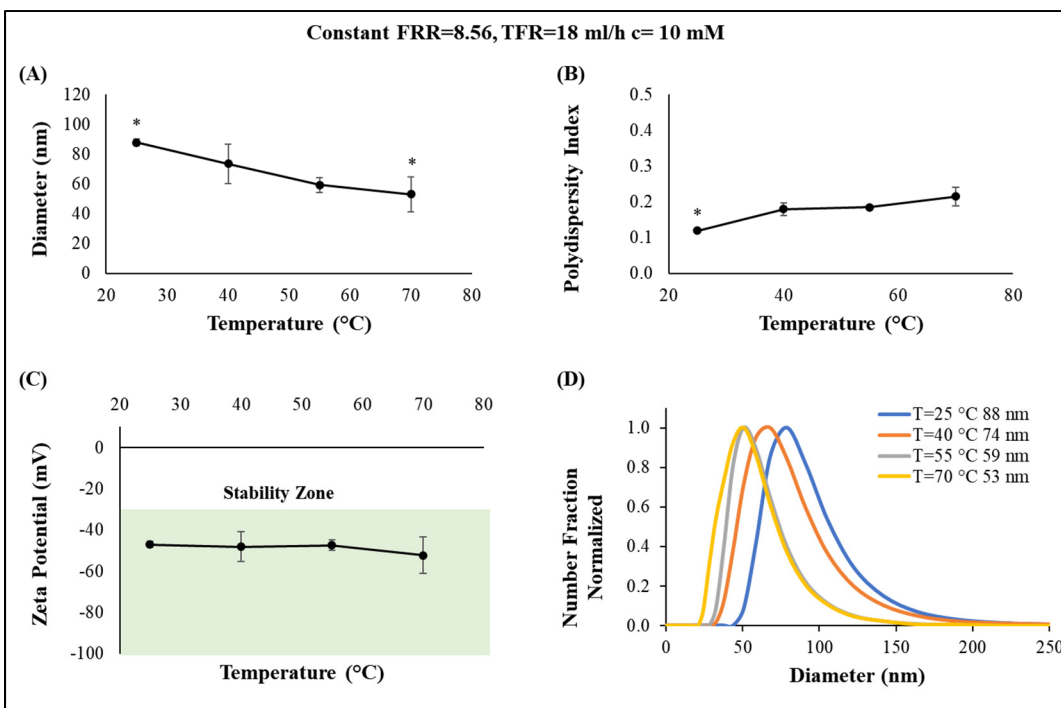 Constant FRR=8.56, TFR=18 ml/h c= 10 mM
(A)
120
100
80
60
40
20
0
*
*
20 30 40 50 60 70 80
Diameter (nm)
Temperature (°C)
(B)
0.5
0.4
0.3
0.2
0.1
0.0
*
20 40 60 80
Polydispersity Index
Temperature (°C)
(C)
20 30 40 50 60 70 80
0
-20
-40
-60
-80
-100
Stability Zone
Zeta Potential (mV)
Temperature (°C)
(D)
1.0
0.8
0.6
0.4
0.2
0.0
T=25 °C 88 nm
T=40 °C 74 nm
T=55 °C 59 nm
T=70 °C 53 nm
0 50 100 150 200 250
Number Fraction
Normalized
Diameter (nm)